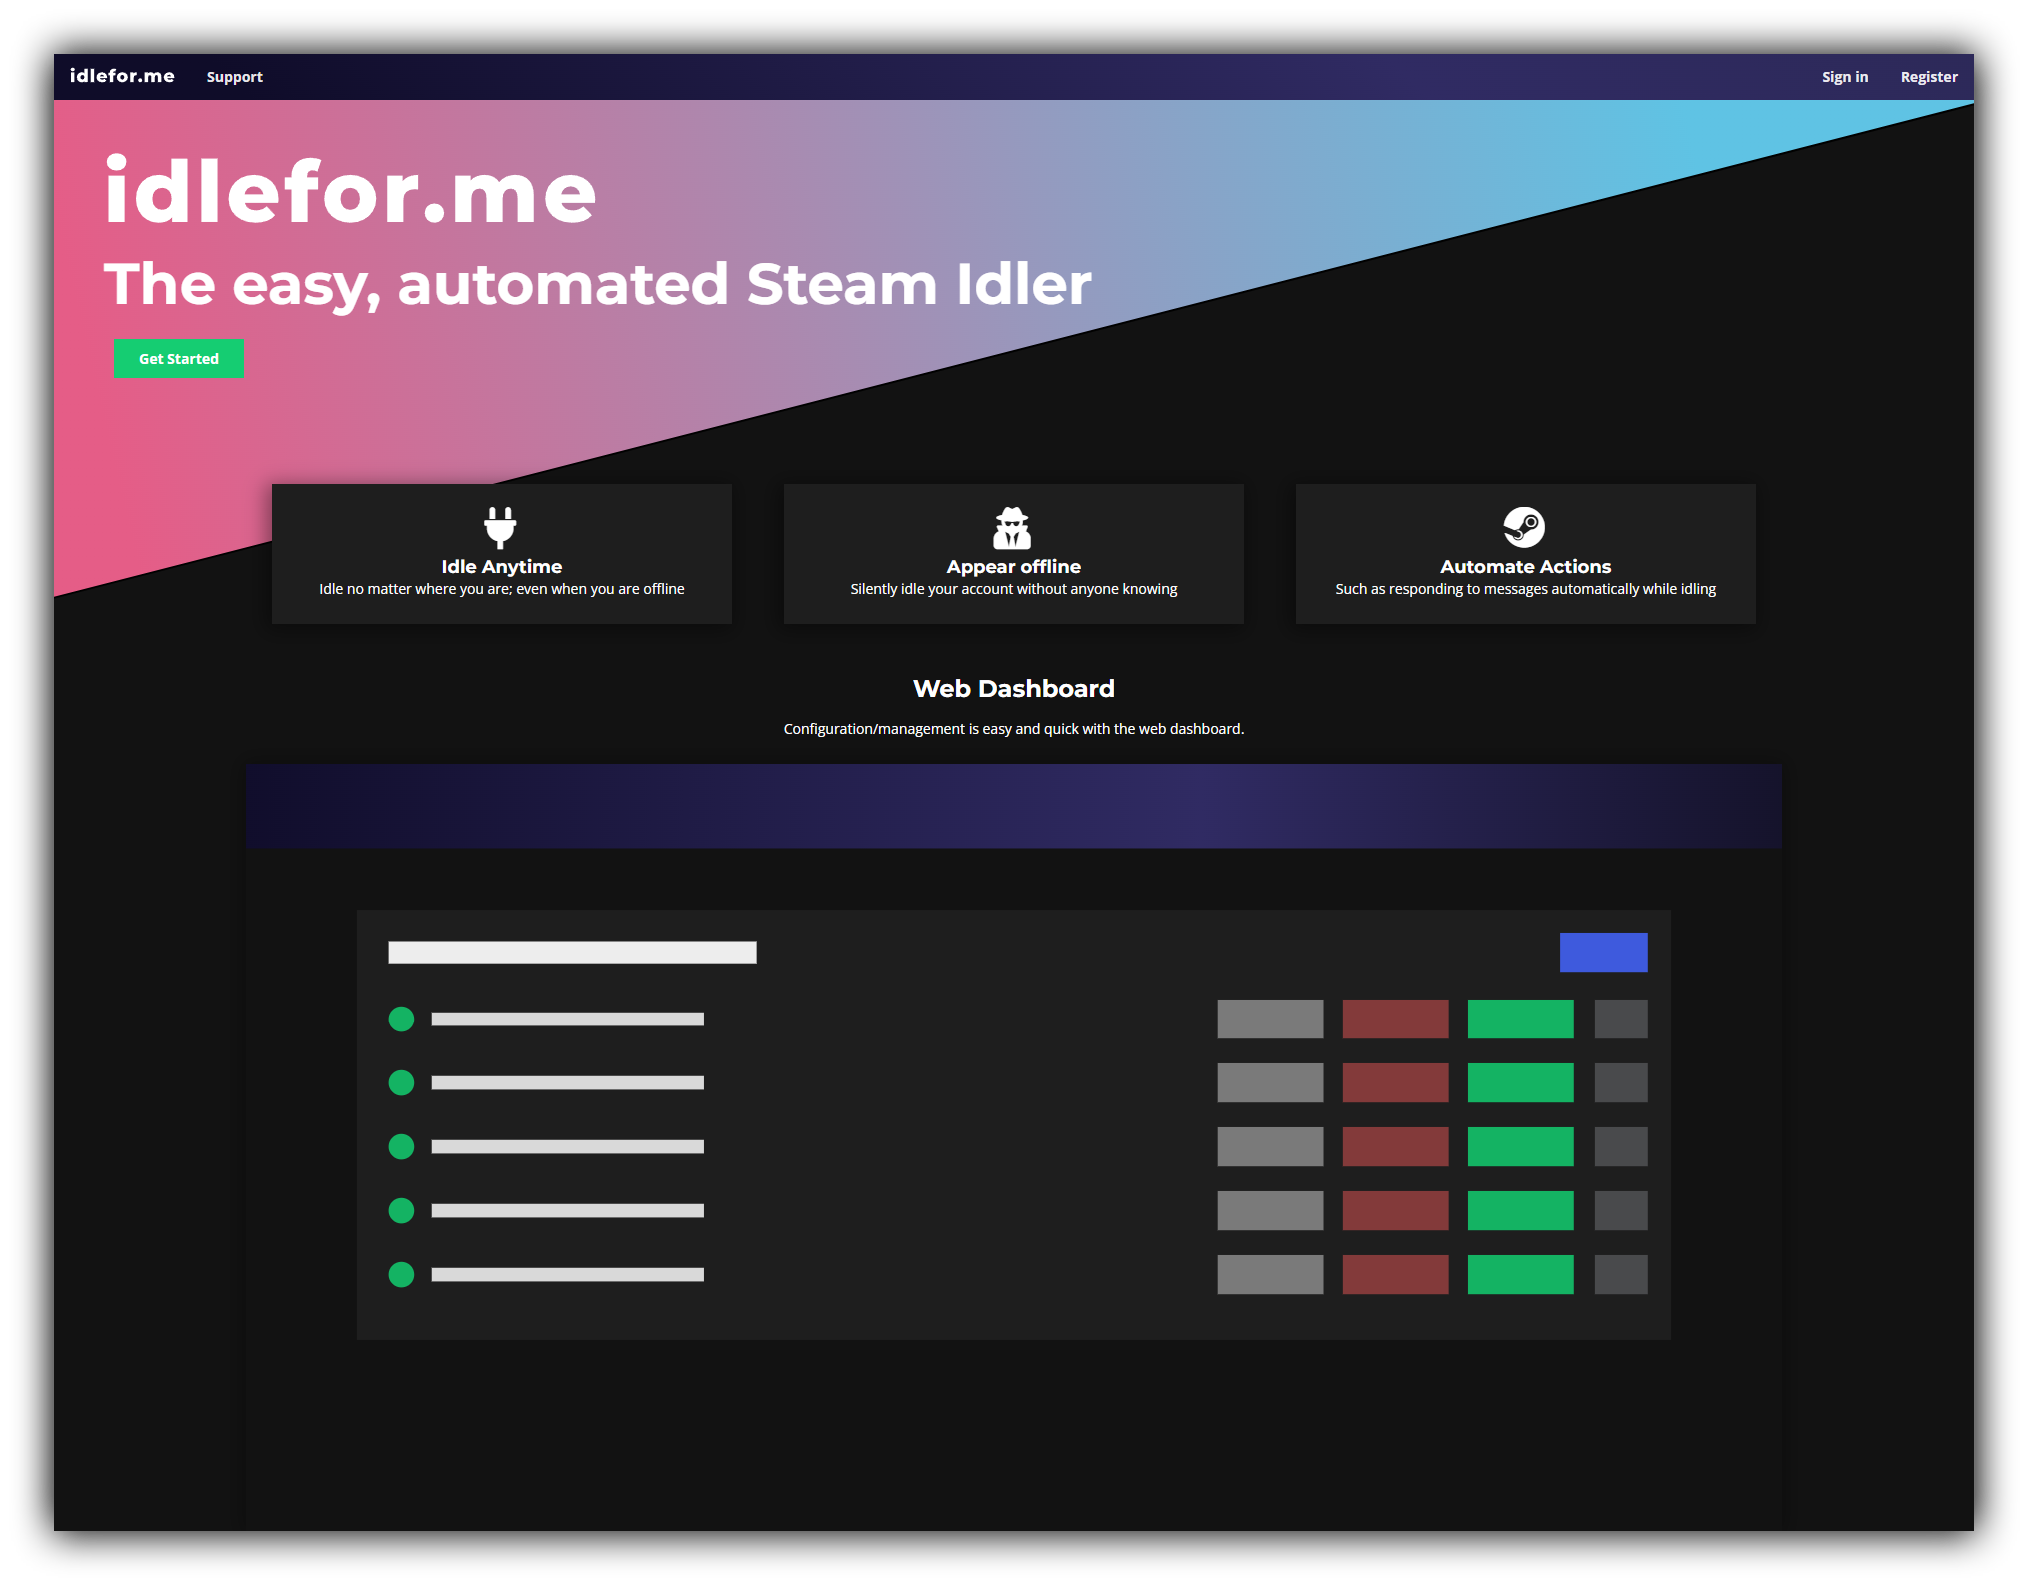 idlefor.me Support Sign in Register
idlefor.me
The easy, automated Steam Idler
Get Started
Idle Anytime
Idle no matter where you are; even when you are offline
Appear offline
Silently idle your account without anyone knowing
Automate Actions
Such as responding to messages automatically while idling
Web Dashboard
Configuration/management is easy and quick with the web dashboard.